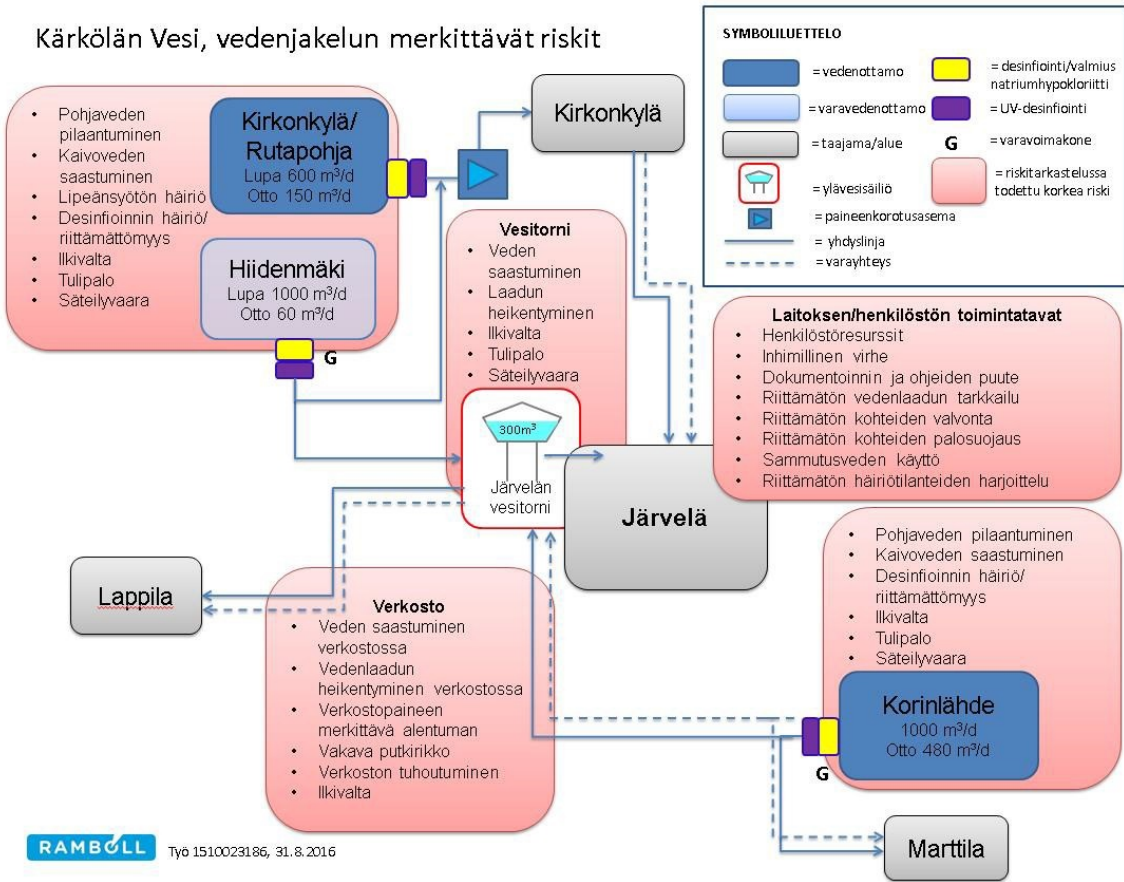 Kärkölän Vesi, vedenjakelun merkittävät riskit
SYMBOLILUETTELO
= vedenottamo
= varavedenottamo
= taajama/alue
= ylävesisäiliö
= paineenkorotusasema
= yhdyslinja
= varayhteys
= desinfiointi/valmius
natriumhypokloriitti
= UV-desinfiointi
G
= varavoimakone
= riskitarkastelussa
todettu korkea riski
• Pohjaveden
pilaantuminen
• Kaivoveden
saastuminen
• Lipeänsyötön häiriö
• Desinfioinnin häiriö/
riittämättömyys
• Ilkivalta
• Tulipalo
• Säteilyvaara
Kirkonkylä/
Rutapohja
Lupa 600 m³/d
Otto 150 m³/d
Hiidenmäki
Lupa 1000 m³/d
Otto 60 m³/d
G
Kirkonkylä
Vesitorni
• Veden
saastuminen
• Laadun
heikentyminen
• Ilkivalta
• Tulipalo
• Säteilyvaara
300m³
Järvelän
vesitorni
Järvelä
Laitoksen/henkilöstön toimintatavat
• Henkilöstöresurssit
• Inhimillinen virhe
• Dokumentoinnin ja ohjeiden puute
• Riittämätön vedenlaadun tarkkailu
• Riittämätön kohteiden valvonta
• Riittämätön kohteiden palosuojaus
• Sammutusveden käyttö
• Riittämätön häiriötilanteiden harjoittelu
Lappila
Verkosto
• Veden saastuminen
verkostossa
• Vedenlaadun
heikentyminen verkostossa
• Verkostopaineen
merkittävä alentuman
• Vakava putkirikko
• Verkoston tuhoutuminen
• Ilkivalta
• Pohjaveden pilaantuminen
• Kaivoveden saastuminen
• Desinfioinnin häiriö/
riittämättömyys
• Ilkivalta
• Tulipalo
• Säteilyvaara
Korinlähde
1000 m³/d
Otto 480 m³/d
G
Marttila
RAMBOLL
Työ 1510023186, 31.8.2016